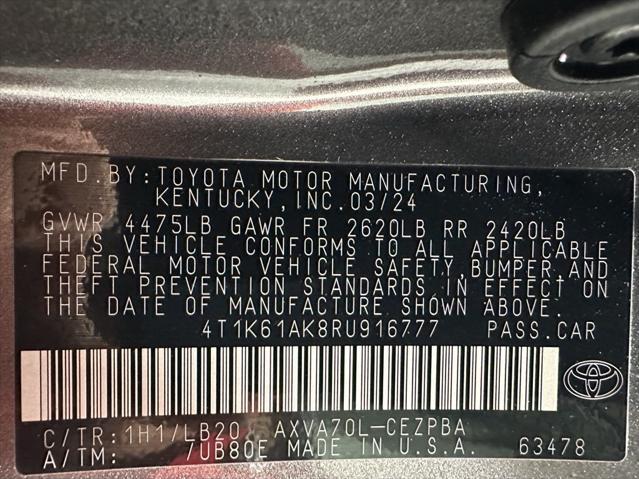 MFD.BY:TOYOTA MOTOR MANUFACTURING,
KENTUCKY,INC.03/24
GVWR 4475LB GAWR FR 2620LB RR 2420LB
THIS VEHICLE CONFORMS TO ALL APPLICABLE
FEDERAL MOTOR VEHICLE SAFETY,BUMPER,AND
THEFT PREVENTION STANDARDS IN EFFECT ON
THE DATE OF MANUFACTURE SHOWN ABOVE.
4T1K61AK8RU916777 PASS.CAR
C/TR:1H1/LB20 AXVA70L-CEZPBA
A/TM: 7UB80E MADE IN U.S.A. 63478